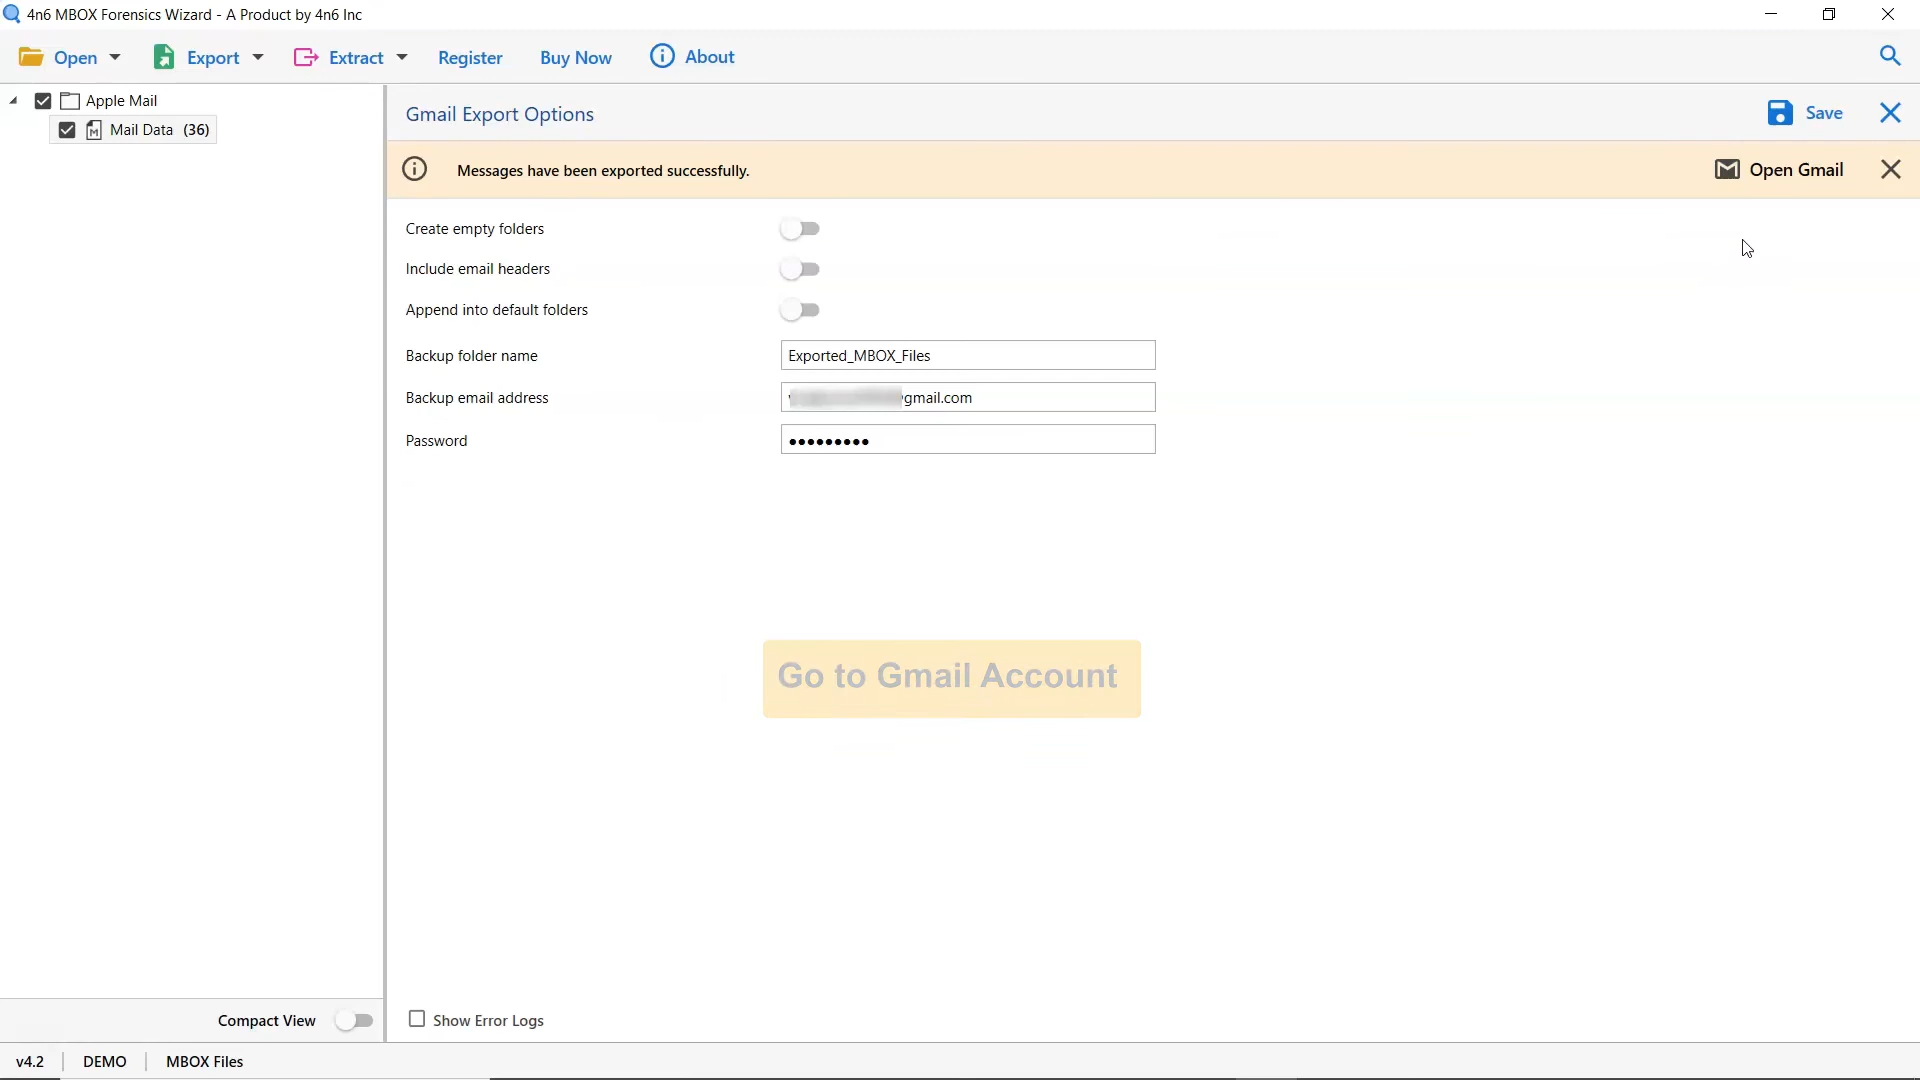 4n6 MBOX Forensics Wizard - A Product by 4n6 Inc
Open Export Extract Register Buy Now About
Apple Mail
Mail Data (36)
Gmail Export Options Save
Messages have been exported successfully. Open Gmail
Create empty folders
Include email headers
Append into default folders
Backup folder name Exported_MBOX_Files
Backup email address gmail.com
Password •••••••••
Go to Gmail Account
Compact View Show Error Logs
v4.2 DEMO MBOX Files